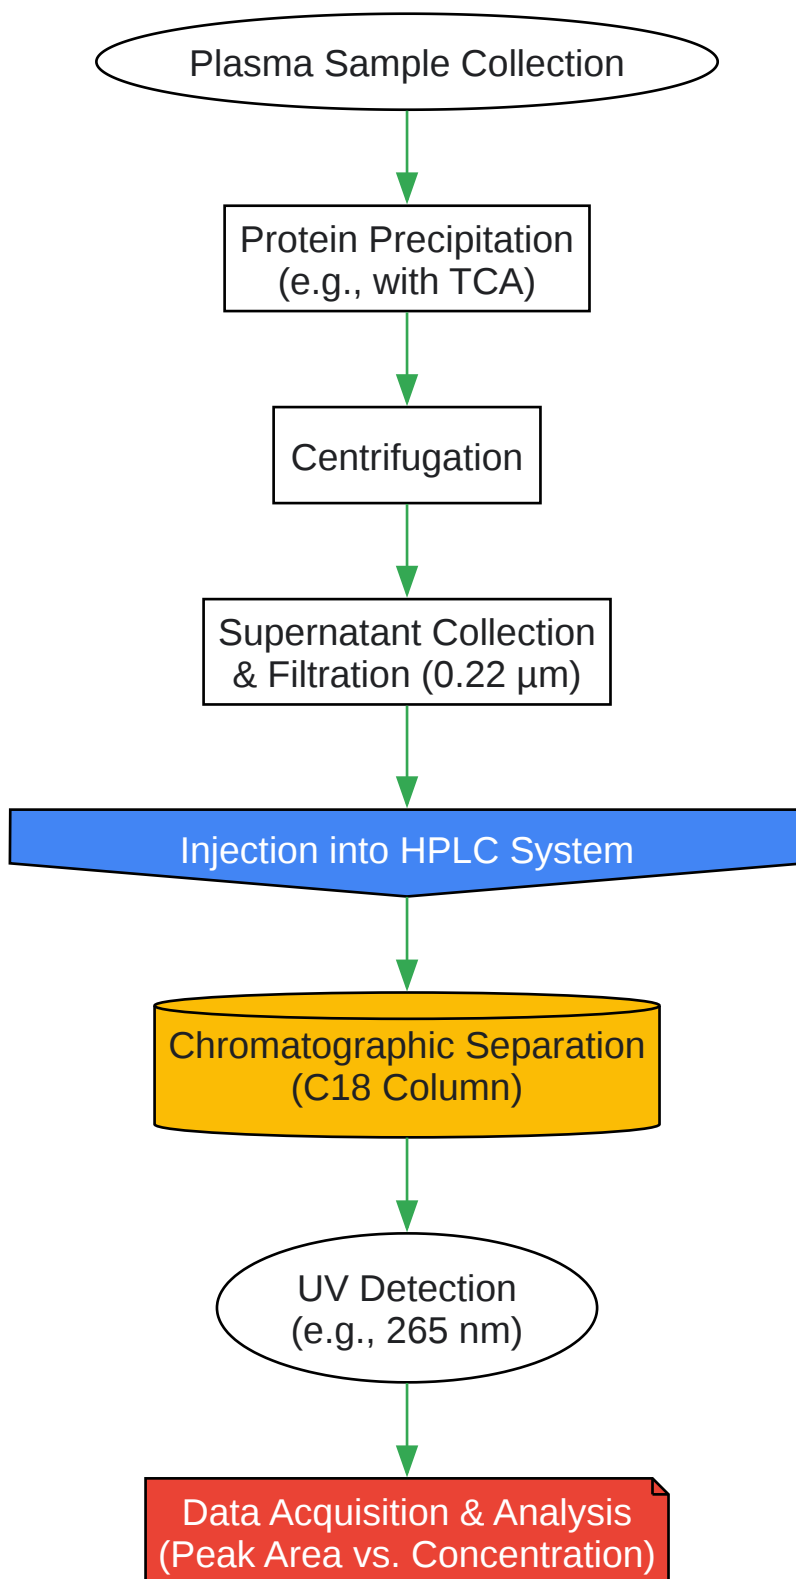 Plasma Sample Collection
Protein Precipitation
(e.g., with TCA)
Centrifugation
Supernatant Collection
& Filtration (0.22 µm)
Injection into HPLC System
Chromatographic Separation
(C18 Column)
UV Detection
(e.g., 265 nm)
Data Acquisition & Analysis
(Peak Area vs. Concentration)